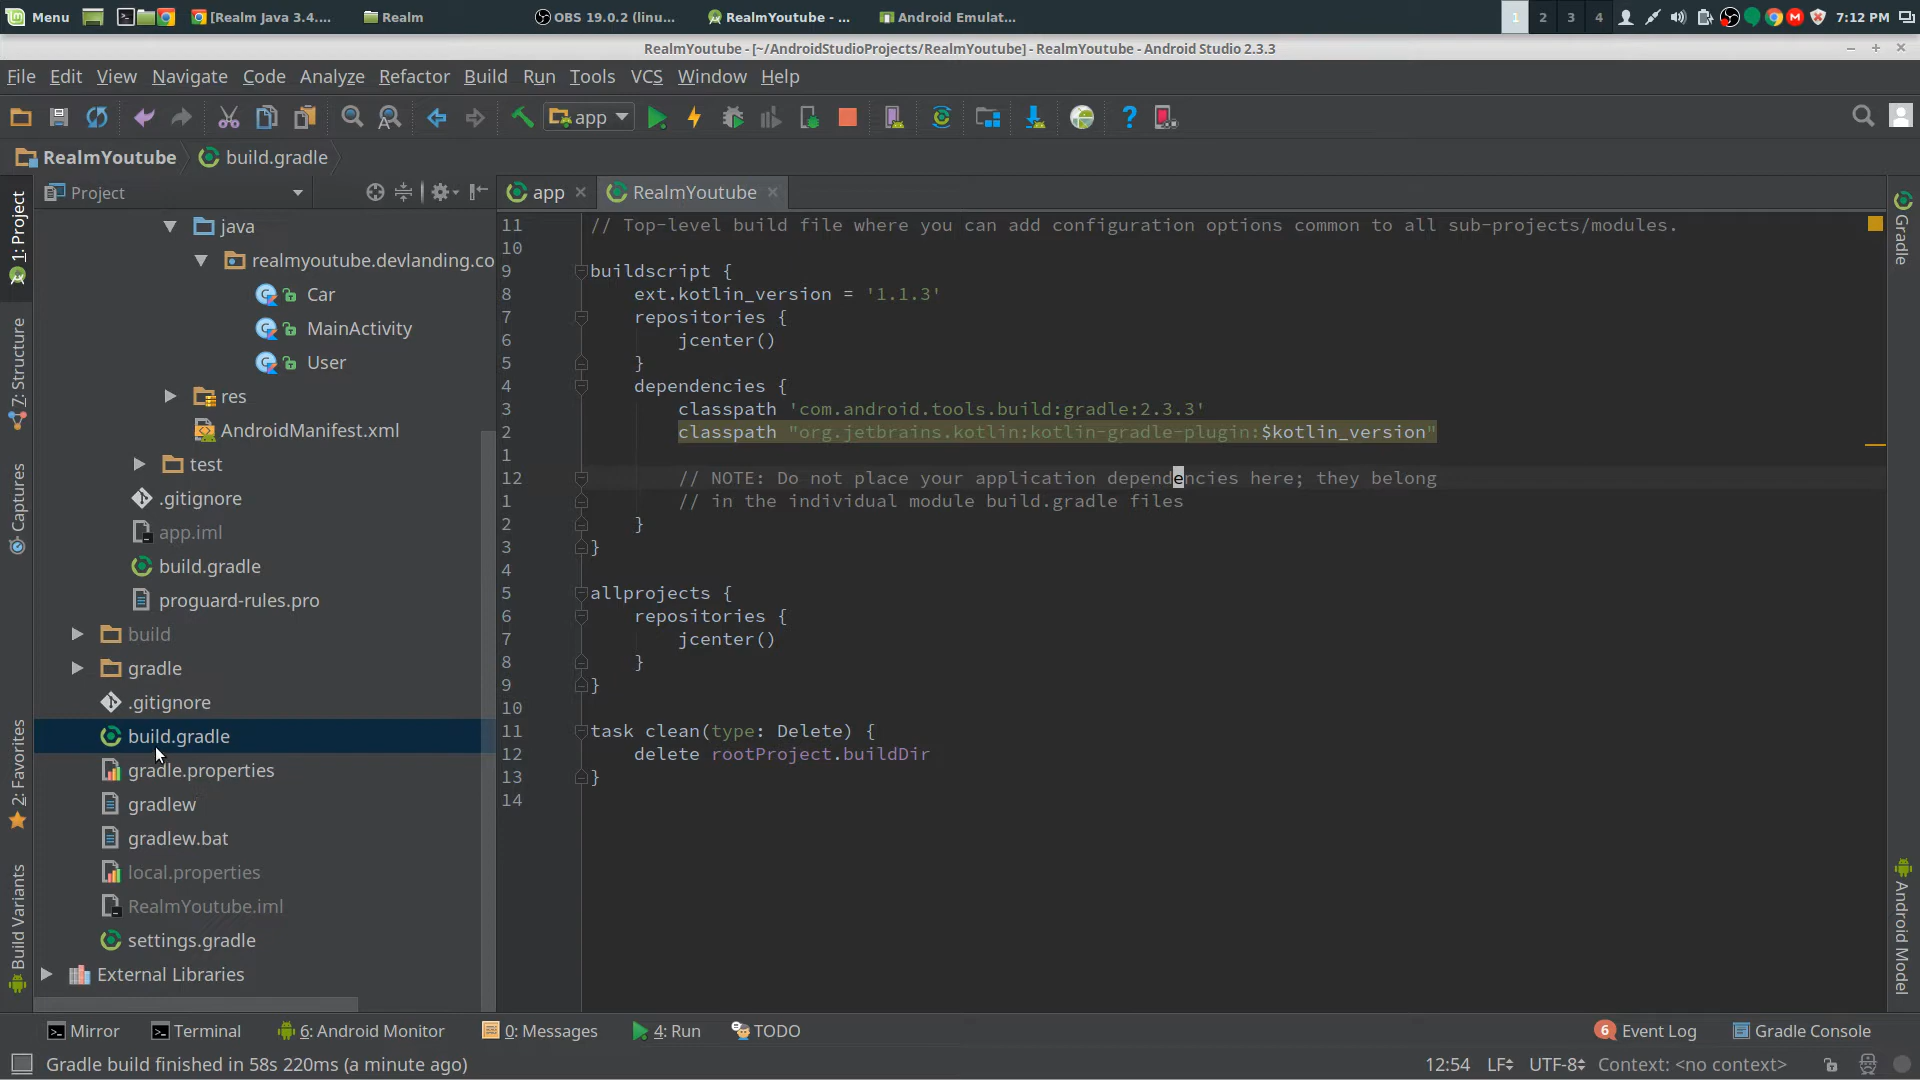 Menu [Realm Java 3.4.... Realm OBS 19.0.2 (linu... RealmYoutube - ... Android Emulat... 1 2 3 4 7:12 PM
RealmYoutube - [~/AndroidStudioProjects/RealmYoutube] - RealmYoutube - Android Studio 2.3.3
File Edit View Navigate Code Analyze Refactor Build Run Tools VCS Window Help
app
RealmYoutube build.gradle
Project app RealmYoutube
1: Project
7: Structure
Captures
2: Favorites
Build Variants
java
realmyoutube.devlanding.co
Car
MainActivity
User
res
AndroidManifest.xml
test
.gitignore
app.iml
build.gradle
proguard-rules.pro
build
gradle
.gitignore
build.gradle
gradle.properties
gradlew
gradlew.bat
local.properties
RealmYoutube.iml
settings.gradle
External Libraries
11 // Top-level build file where you can add configuration options common to all sub-projects/modules.
10
9 buildscript {
8 ext.kotlin_version = '1.1.3'
7 repositories {
6 jcenter()
5 }
4 dependencies {
3 classpath 'com.android.tools.build:gradle:2.3.3'
2 classpath "org.jetbrains.kotlin:kotlin-gradle-plugin:$kotlin_version"
1
12 // NOTE: Do not place your application dependencies here; they belong
1 // in the individual module build.gradle files
2 }
3 }
4
5 allprojects {
6 repositories {
7 jcenter()
8 }
9 }
10
11 task clean(type: Delete) {
12 delete rootProject.buildDir
13 }
14
Gradle
Android Model
Mirror Terminal 6: Android Monitor 0: Messages 4: Run TODO 6 Event Log Gradle Console
Gradle build finished in 58s 220ms (a minute ago) 12:54 LF UTF-8 Context: <no context>